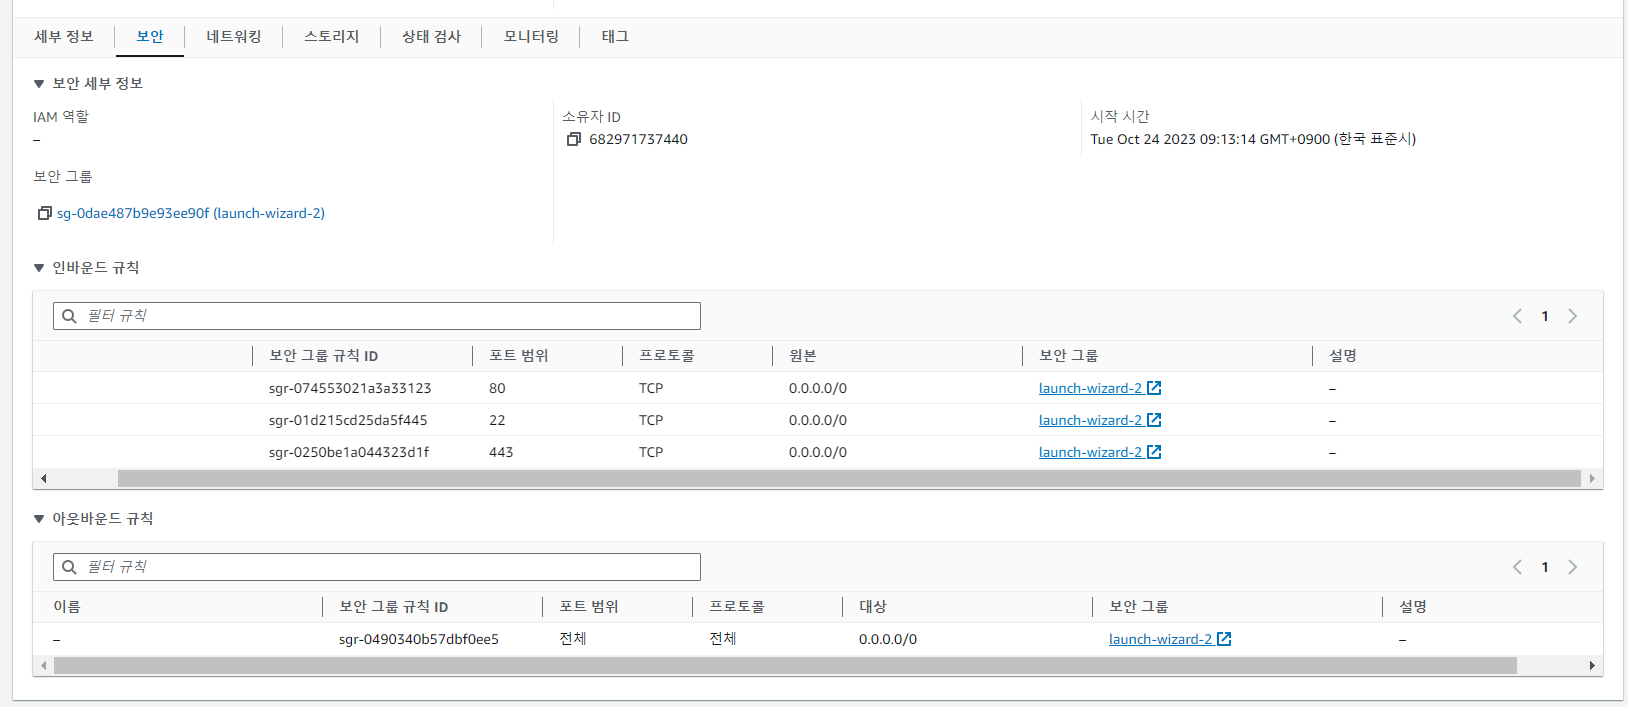 세부 정보 보안 네트워킹 스토리지 상태 검사 모니터링 태그
보안 세부 정보
IAM 역할 소유자 ID 시작 시간
– 682971737440 Tue Oct 24 2023 09:13:14 GMT+0900 (한국 표준시)
보안 그룹
sg-0dae487b9e93ee90f (launch-wizard-2)
인바운드 규칙
필터 규칙 1
보안 그룹 규칙 ID 포트 범위 프로토콜 원본 보안 그룹 설명
sgr-074553021a3a33123 80 TCP 0.0.0.0/0 launch-wizard-2 –
sgr-01d215cd25da5f445 22 TCP 0.0.0.0/0 launch-wizard-2 –
sgr-0250be1a044323d1f 443 TCP 0.0.0.0/0 launch-wizard-2 –
아웃바운드 규칙
필터 규칙 1
이름 보안 그룹 규칙 ID 포트 범위 프로토콜 대상 보안 그룹 설명
– sgr-0490340b57dbf0ee5 전체 전체 0.0.0.0/0 launch-wizard-2 –